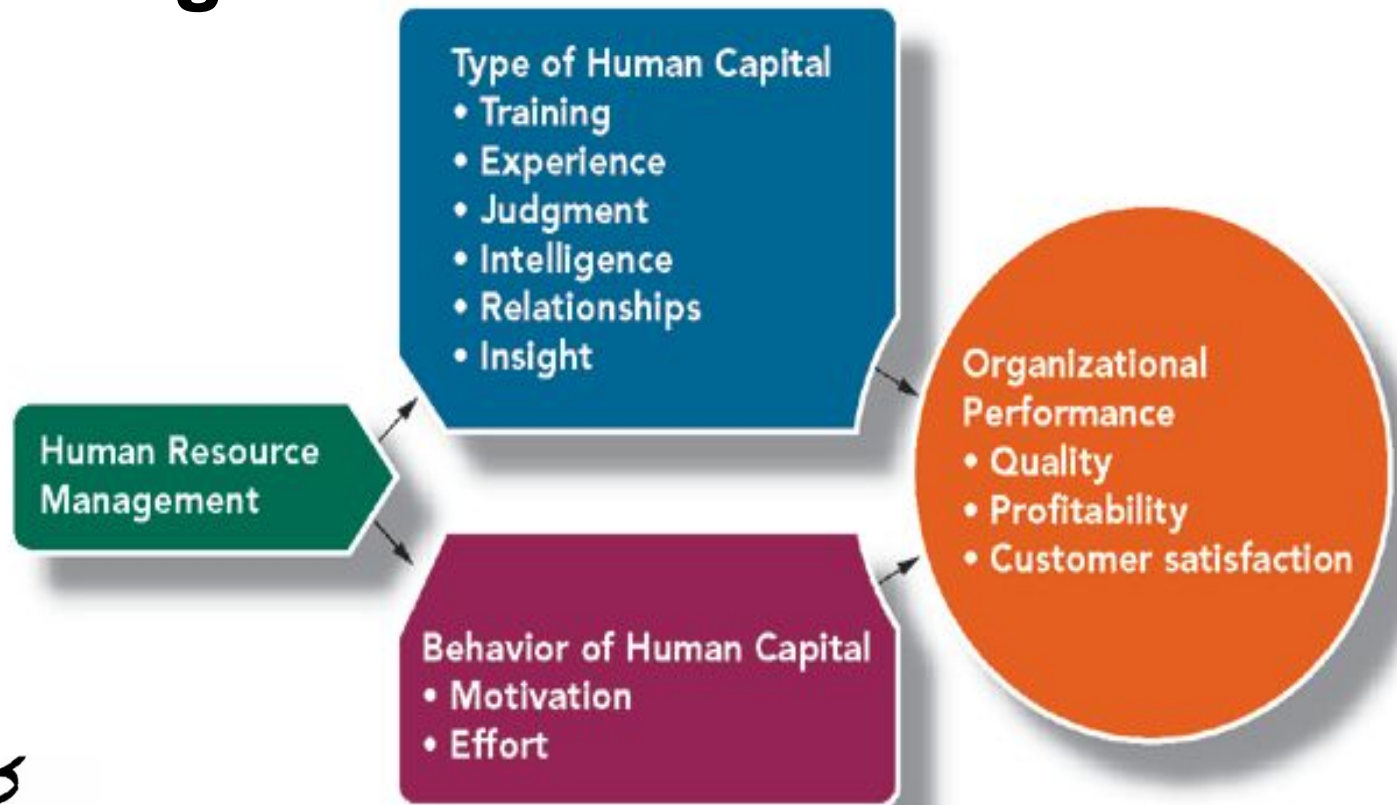 Type of Human Capital
• Training
• Experience
• Judgment
• Intelligence
• Relationships
• Insight
Human Resource
Management
Behavior of Human Capital
• Motivation
• Effort
Organizational
Performance
• Quality
• Profitability
• Customer satisfaction